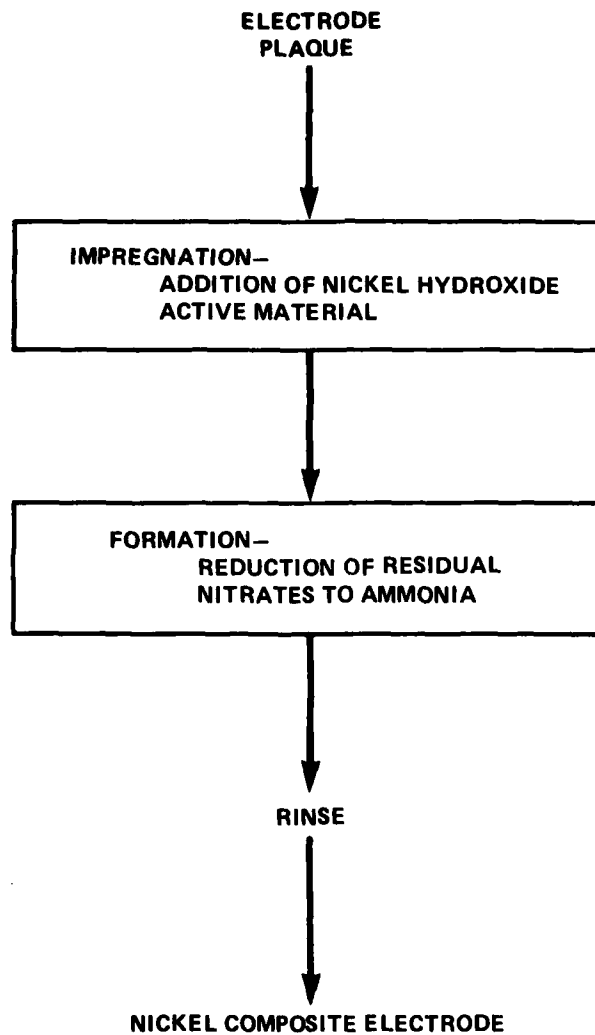 ELECTRODE
PLAQUE
IMPREGNATION—
ADDITION OF NICKEL HYDROXIDE
ACTIVE MATERIAL
FORMATION—
REDUCTION OF RESIDUAL
NITRATES TO AMMONIA
RINSE
NICKEL COMPOSITE ELECTRODE